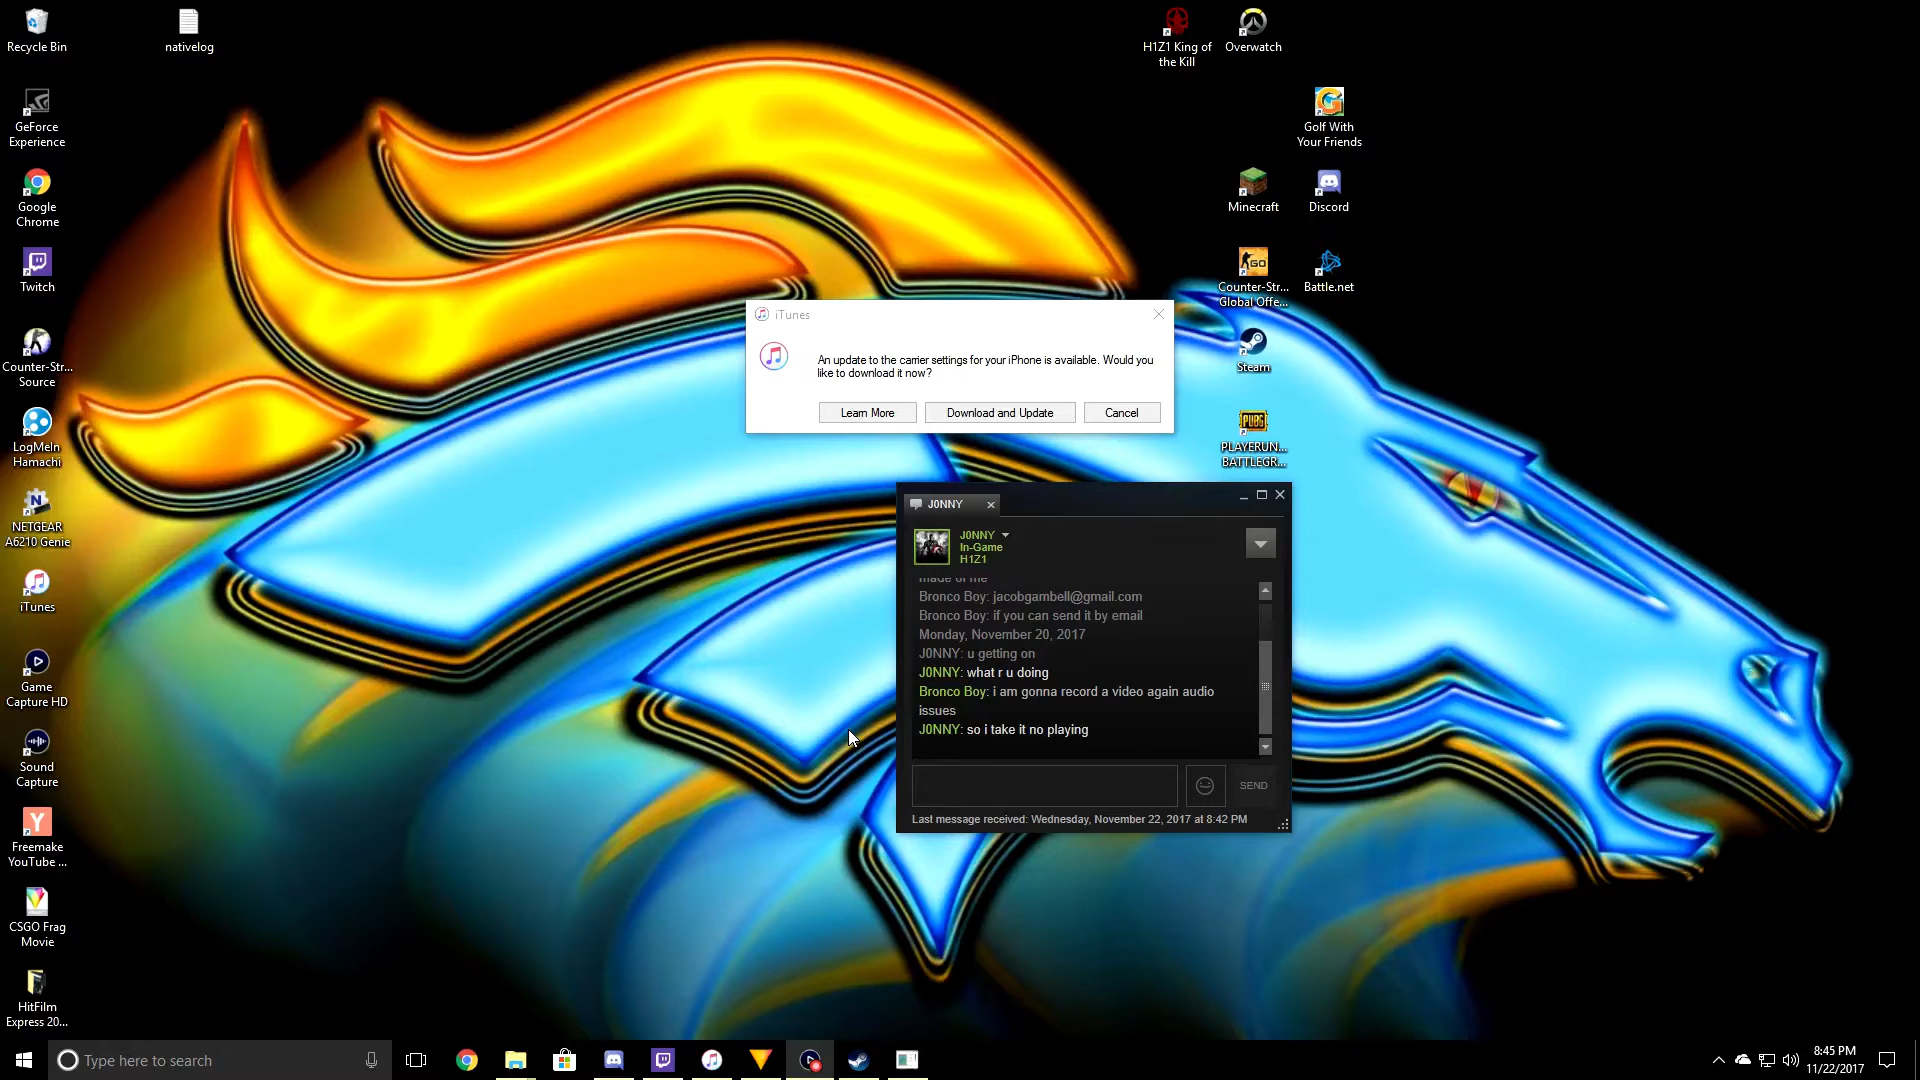 Recycle Bin
nativelog
H1Z1 King of
the Kill
Overwatch
GeForce
Experience
Golf With
Your Friends
Google
Chrome
Minecraft
Discord
Twitch
Counter-Str...
Global Offe...
Battle.net
iTunes
An update to the carrier settings for your iPhone is available. Would you
like to download it now?
Learn More
Download and Update
Cancel
Counter-Str...
Source
Steam
LogMeIn
Hamachi
PUBG
PLAYERUN...
BATTLEGR...
NETGEAR
A6210 Genie
iTunes
Game
Capture HD
Sound
Capture
Freemake
YouTube ...
CSGO Frag
Movie
HitFilm
Express 20...
J0NNY
J0NNY
In-Game
H1Z1
made of me
Bronco Boy: jacobgambell@gmail.com
Bronco Boy: if you can send it by email
Monday, November 20, 2017
J0NNY: u getting on
J0NNY: what r u doing
Bronco Boy: i am gonna record a video again audio
issues
J0NNY: so i take it no playing
SEND
Last message received: Wednesday, November 22, 2017 at 8:42 PM
Type here to search
8:45 PM
11/22/2017